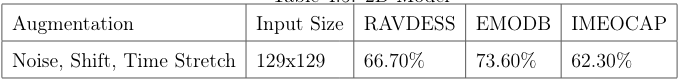 Augmentation Input Size RAVDESS EMODB IMEOCAP
Noise, Shift, Time Stretch 129x129 66.70% 73.60% 62.30%